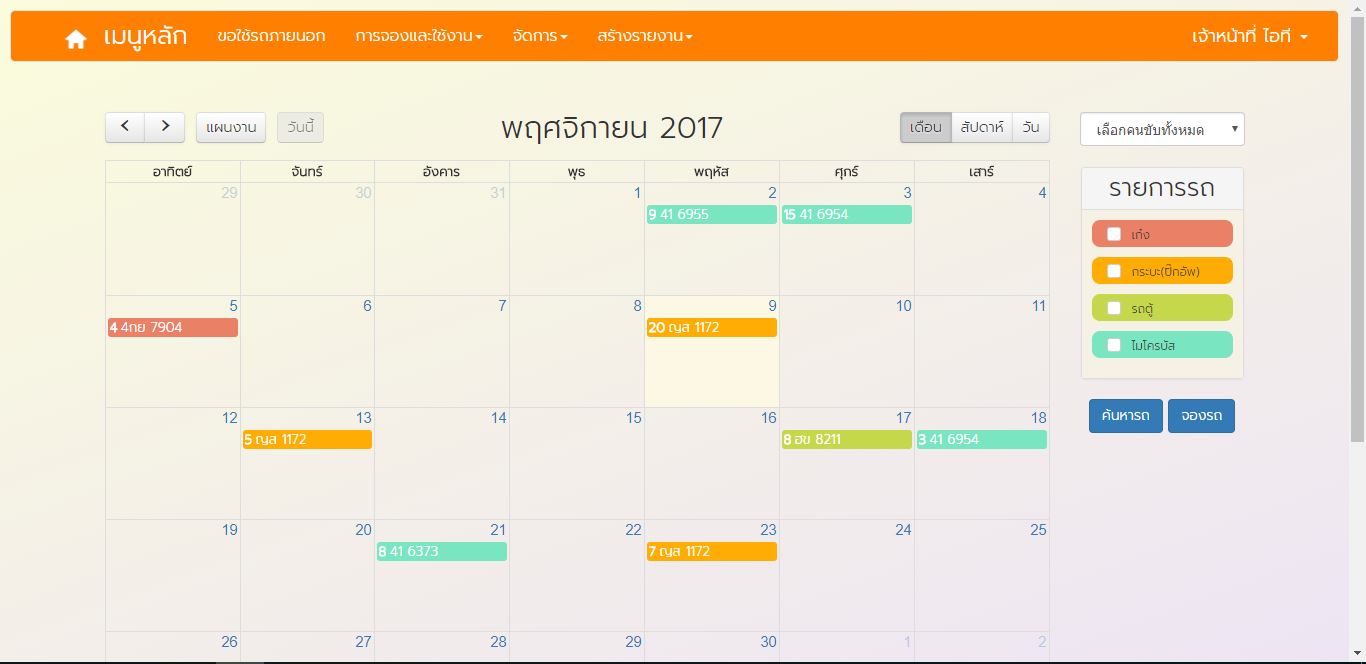 เมนูหลัก ขอใช้รถภายนอก การจองและใช้งาน จัดการ สร้างรายงาน เจ้าหน้าที่ ไอที
แผนงาน วันนี้ พฤศจิกายน 2017 เดือน สัปดาห์ วัน เลือกคนขับทั้งหมด
อาทิตย์ จันทร์ อังคาร พุธ พฤหัส ศุกร์ เสาร์
29 30 31 1 2 3 4
9 41 6955 15 41 6954
5 6 7 8 9 10 11
4 4กย 7904 20 ญส 1172
12 13 14 15 16 17 18
5 ญส 1172 8 ฮข 8211 3 41 6954
19 20 21 22 23 24 25
8 41 6373 7 ญส 1172
26 27 28 29 30 1 2
รายการรถ
เก๋ง
กระบะ(ปิ๊กอัพ)
รถตู้
ไมโครบัส
ค้นหารถ จองรถ